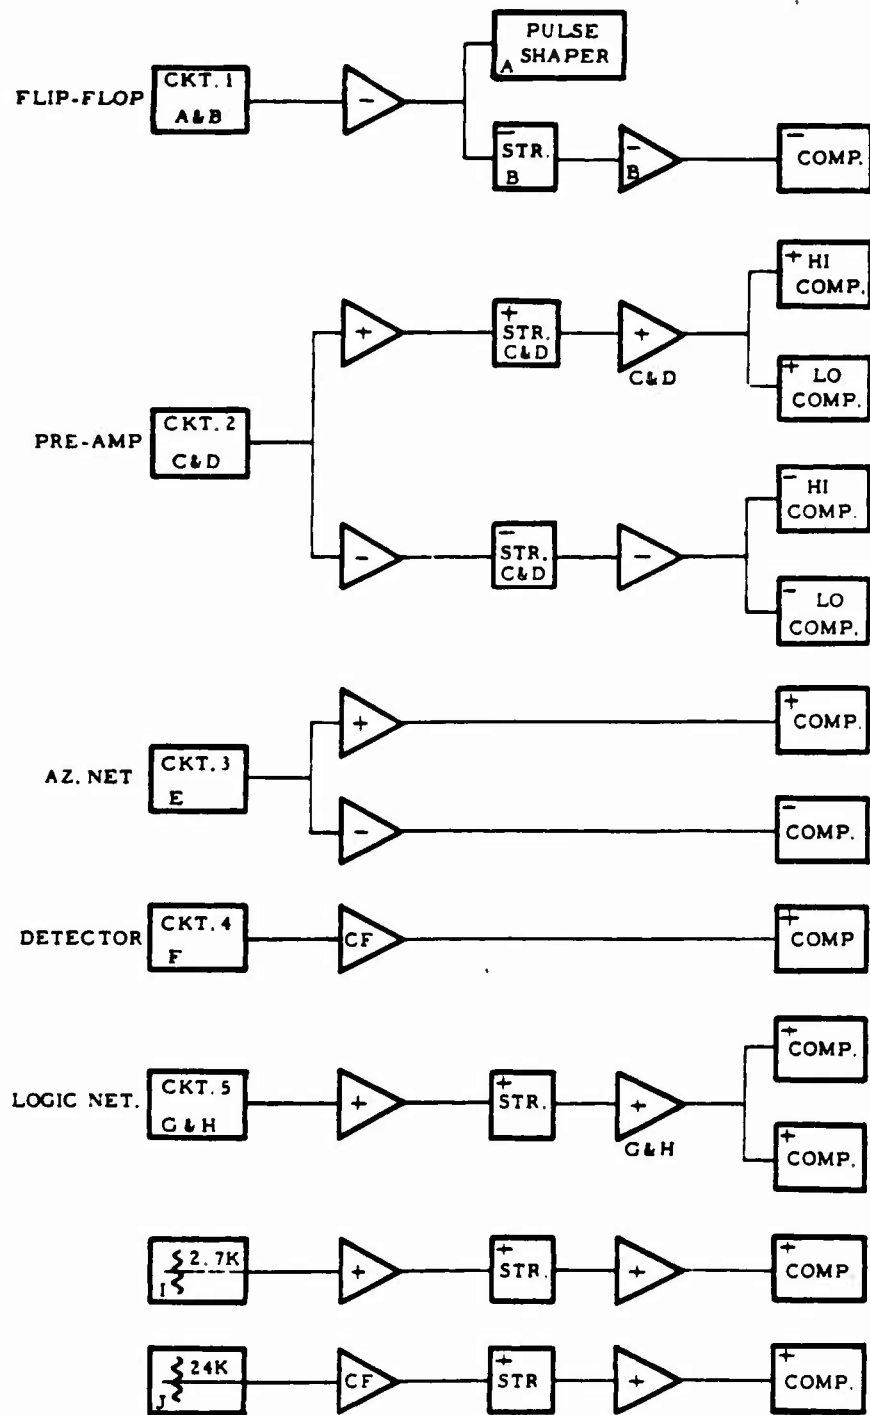 FLIP-FLOP
CKT. 1
A&B
-
PULSE
SHAPER
A
-
STR.
B
-
B
-
COMP.
PRE-AMP
CKT. 2
C&D
+
+
STR.
C&D
+
C&D
+ HI
COMP.
+ LO
COMP.
-
-
STR.
C&D
-
- HI
COMP.
- LO
COMP.
AZ. NET
CKT. 3
E
+
+
COMP.
-
-
COMP.
DETECTOR
CKT. 4
F
CF
+
COMP
LOGIC NET.
CKT. 5
G&H
+
+
STR.
+
G&H
+
COMP.
+
COMP.
2.7K
I
+
+
STR.
+
+
COMP
24K
J
CF
+
STR
+
+
COMP.